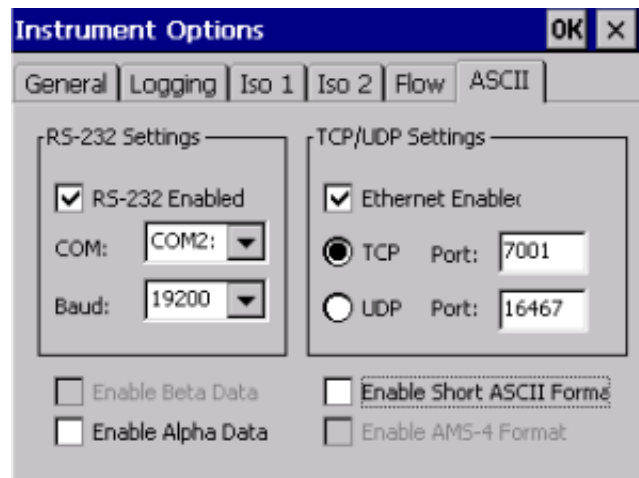 Instrument Options OK ×
General Logging Iso 1 Iso 2 Flow ASCII
RS-232 Settings
RS-232 Enabled
COM: COM2:
Baud: 19200
TCP/UDP Settings
Ethernet Enablec
TCP Port: 7001
UDP Port: 16467
Enable Beta Data
Enable Alpha Data
Enable Short ASCII Forma
Enable AMS-4 Format